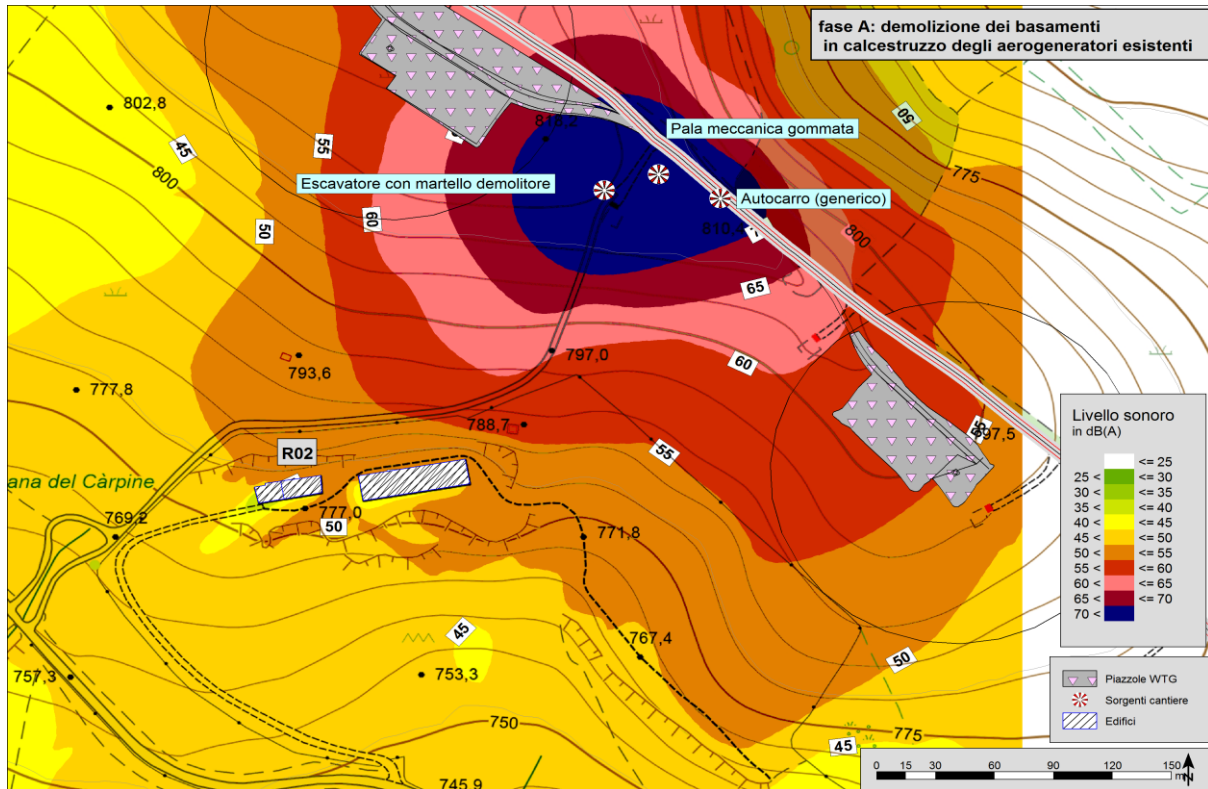 fase A: demolizione dei basamenti
in calcestruzzo degli aerogeneratori esistenti
802,8
45
55
50
818,2
Pala meccanica gommata
775
800
Escavatore con martello demolitore
Autocarro (generico)
60
50
810,4
800
65
797,0
60
793,6
777,8
788,7
55
R02
ana del Càrpine
777,0
50
769,2
771,8
45
767,4
50
757,3
753,3
750
775
45
745,9
55
Livello sonoro
in dB(A)
<= 25
25 < <= 30
30 < <= 35
35 < <= 40
40 < <= 45
45 < <= 50
50 < <= 55
55 < <= 60
60 < <= 65
65 < <= 70
70 <
Piazzole WTG
Sorgenti cantiere
Edifici
0 15 30 60 90 120 150
m
N